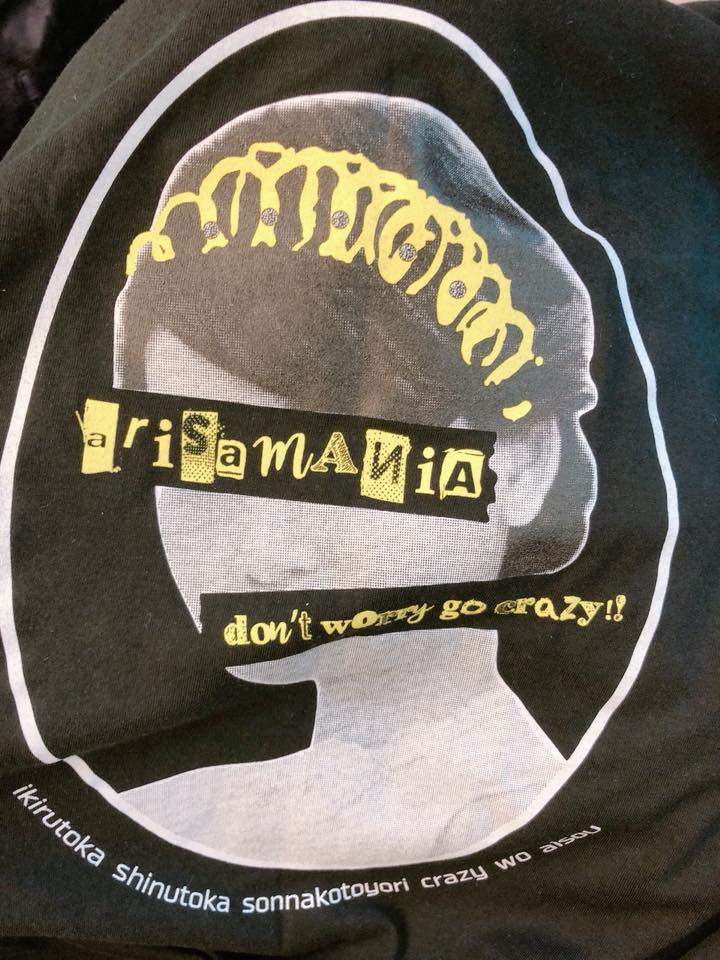 arisaMANiA
don't worry go crazy!!
ikirutoka shinutoka sonnakotoyori crazy wo aisou